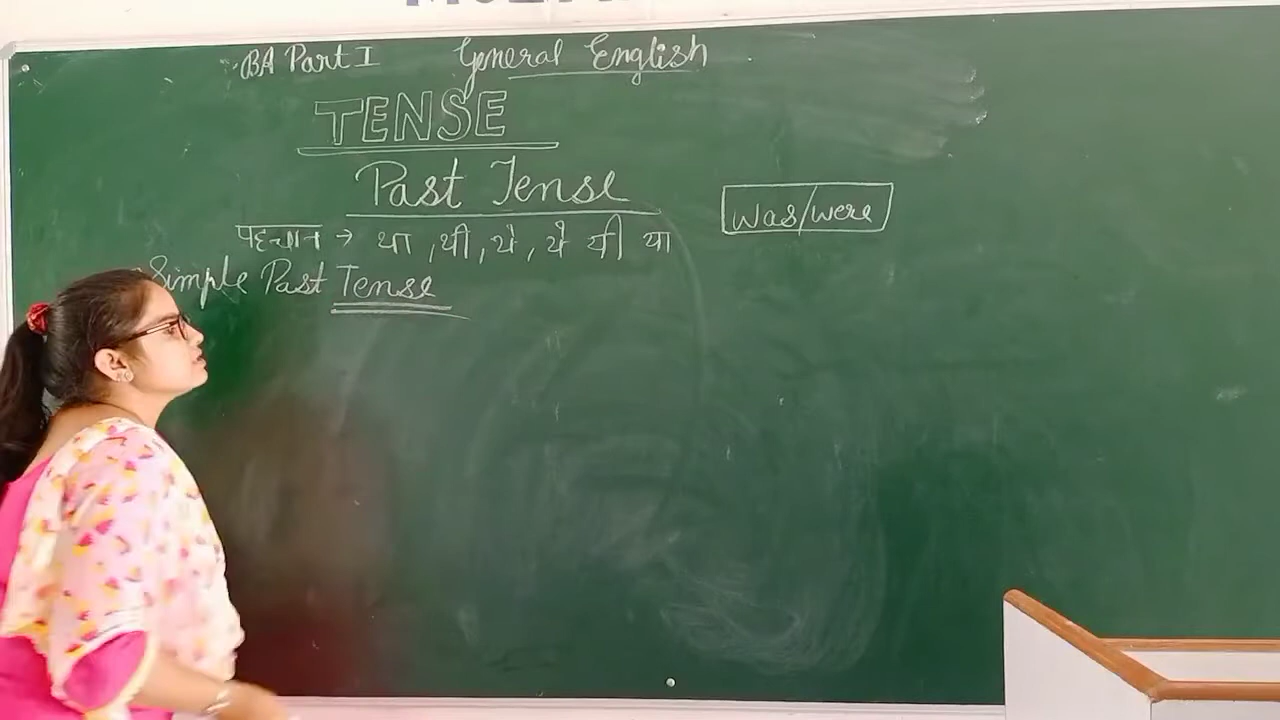 BA Part I General English
TENSE
Past Tense
was/were
पहचान → था, थी, थे, ये यी या
Simple Past Tense